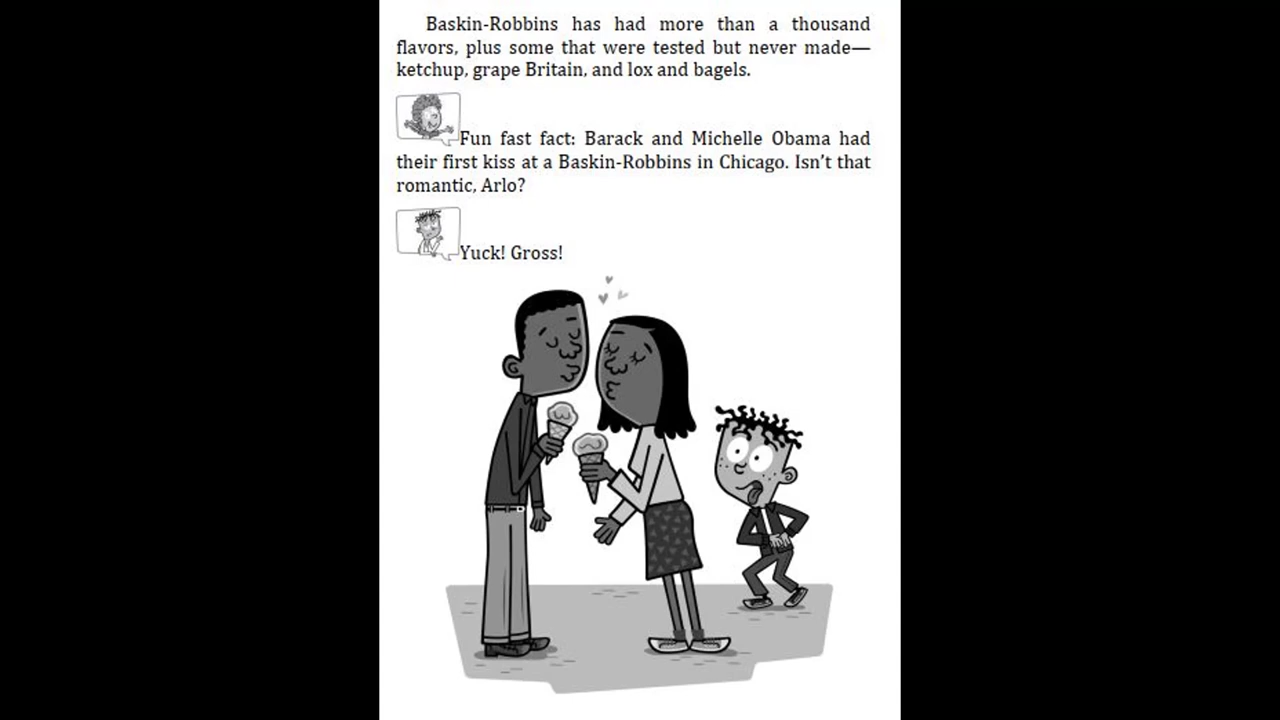 Baskin-Robbins has had more than a thousand
flavors, plus some that were tested but never made—
ketchup, grape Britain, and lox and bagels.
Fun fast fact: Barack and Michelle Obama had
their first kiss at a Baskin-Robbins in Chicago. Isn’t that
romantic, Arlo?
Yuck! Gross!